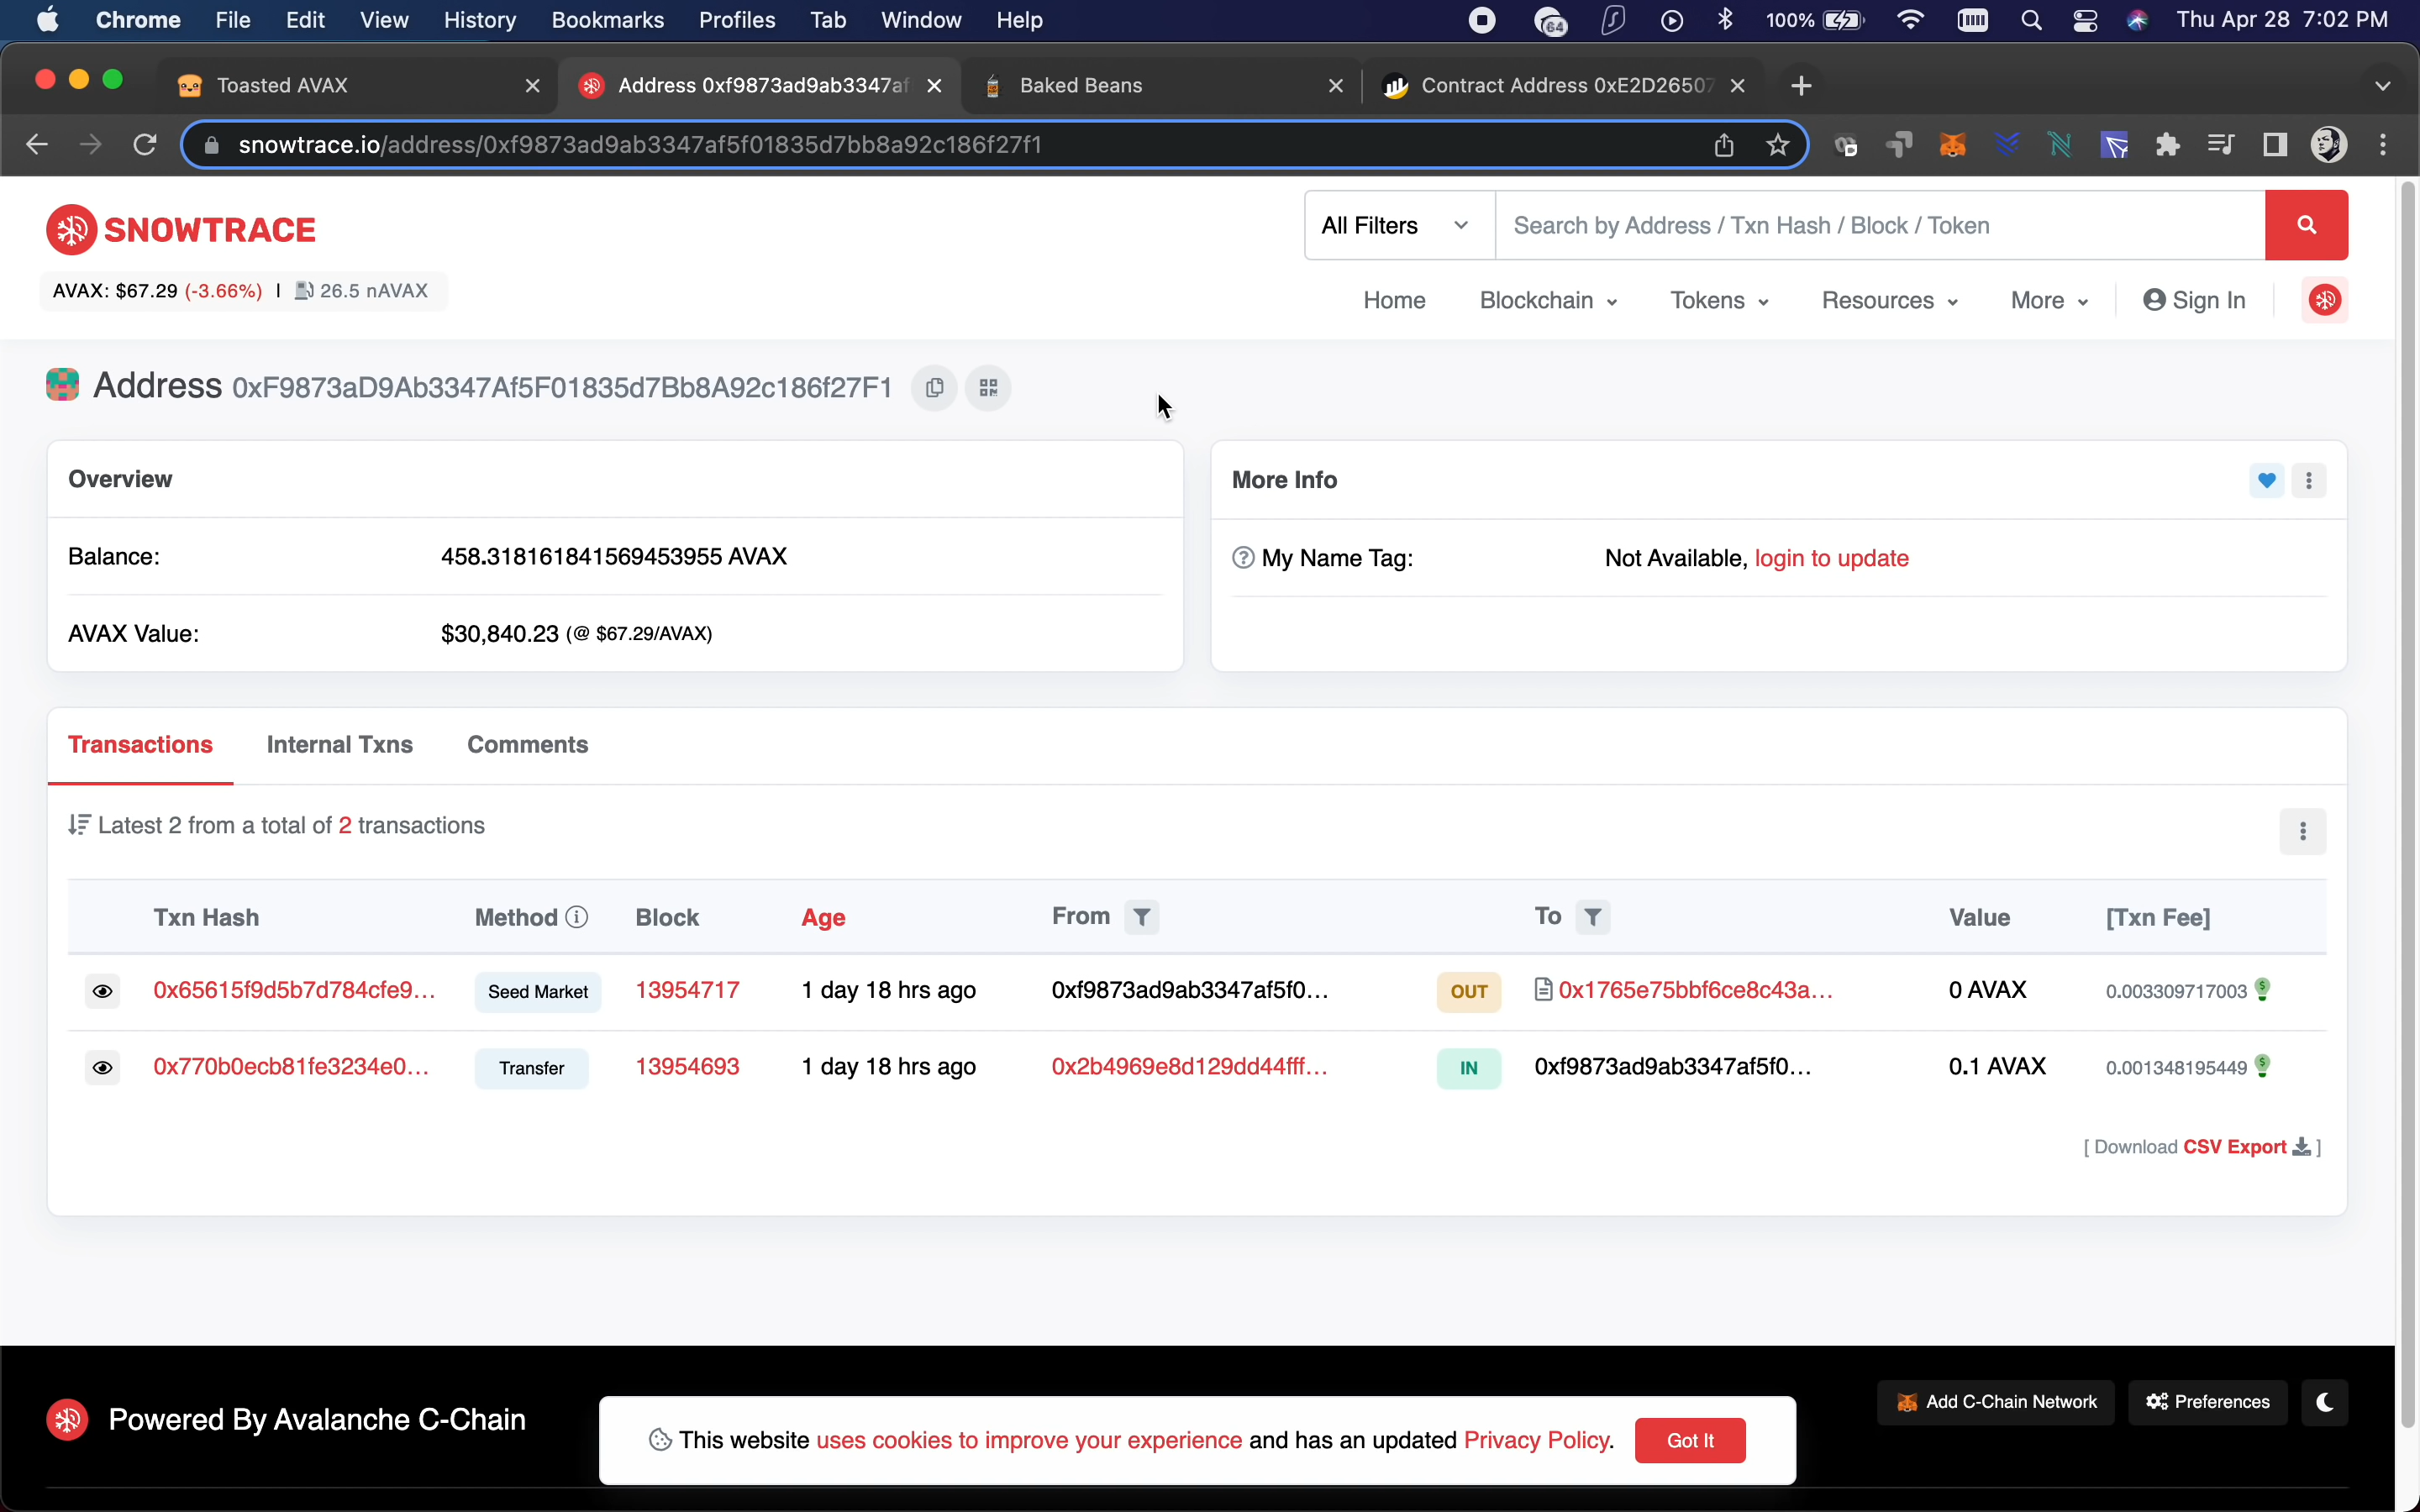 Chrome File Edit View History Bookmarks Profiles Tab Window Help 64 100% Thu Apr 28 7:02 PM
Toasted AVAX Address 0xf9873ad9ab3347af Baked Beans Contract Address 0xE2D26507
snowtrace.io/address/0xf9873ad9ab3347af5f01835d7bb8a92c186f27f1
SNOWTRACE
All Filters Search by Address / Txn Hash / Block / Token
AVAX: $67.29 (-3.66%) | 26.5 nAVAX
Home Blockchain Tokens Resources More Sign In
Address 0xF9873aD9Ab3347Af5F01835d7Bb8A92c186f27F1
Overview
Balance: 458.318161841569453955 AVAX
AVAX Value: $30,840.23 (@ $67.29/AVAX)
More Info
My Name Tag: Not Available, login to update
Transactions Internal Txns Comments
Latest 2 from a total of 2 transactions
Txn Hash Method Block Age From To Value [Txn Fee]
0x65615f9d5b7d784cfe9... Seed Market 13954717 1 day 18 hrs ago 0xf9873ad9ab3347af5f0... OUT 0x1765e75bbf6ce8c43a... 0 AVAX 0.003309717003
0x770b0ecb81fe3234e0... Transfer 13954693 1 day 18 hrs ago 0x2b4969e8d129dd44fff... IN 0xf9873ad9ab3347af5f0... 0.1 AVAX 0.001348195449
[ Download CSV Export ]
Powered By Avalanche C-Chain
Add C-Chain Network Preferences
This website uses cookies to improve your experience and has an updated Privacy Policy. Got It